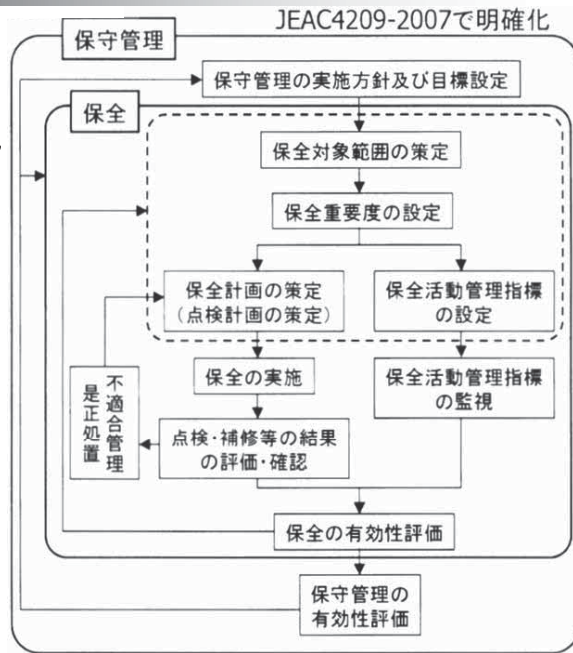 JEAC4209-2007で明確化
保守管理
保守管理の実施方針及び目標設定
保全
保全対象範囲の策定
保全重要度の設定
保全計画の策定
(点検計画の策定)
保全活動管理指標
の設定
保全の実施
保全活動管理指標
の監視
不適合管理
是正処置
点検・補修等の結果
の評価・確認
保全の有効性評価
保守管理の
有効性評価